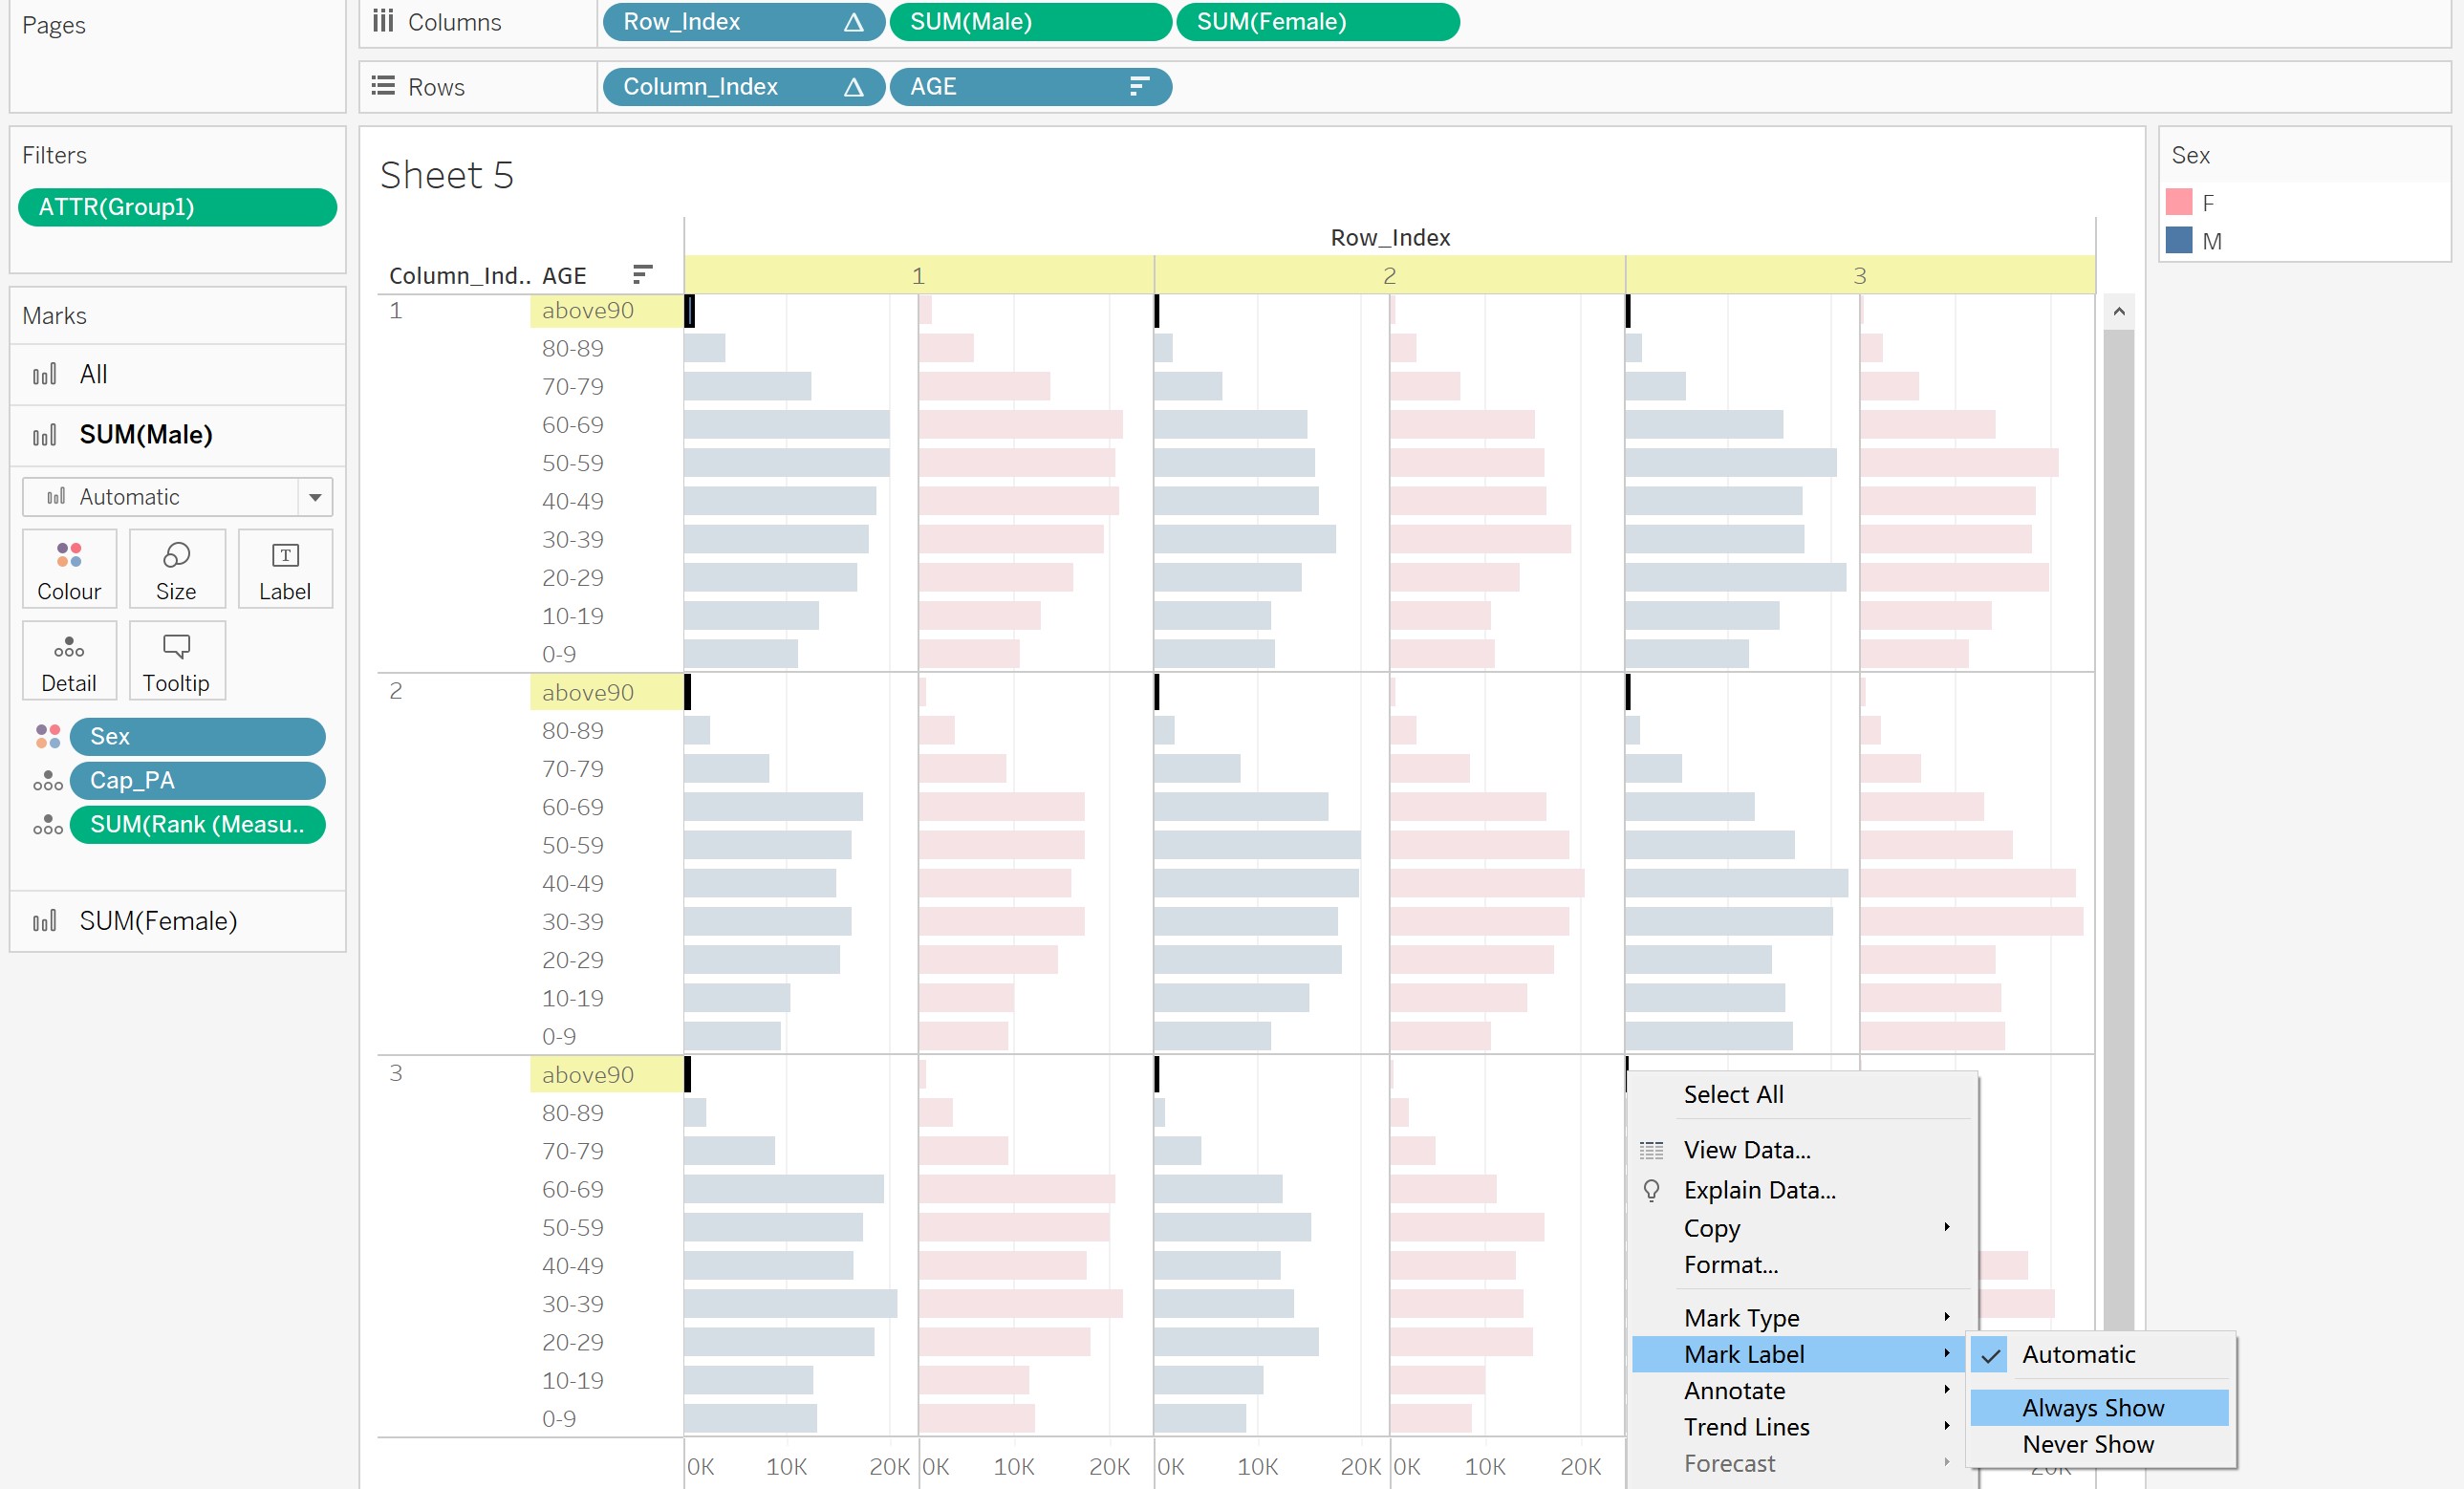 Pages
Columns
Row_Index
SUM(Male)
SUM(Female)
Rows
Column_Index
AGE
Filters
ATTR(Group1)
Marks
All
SUM(Male)
Automatic
Colour
Size
Label
Detail
Tooltip
Sex
Cap_PA
SUM(Rank (Measu..
SUM(Female)
Sheet 5
Row_Index
Column_Ind.. AGE
1 2 3
1 above90
80-89
70-79
60-69
50-59
40-49
30-39
20-29
10-19
0-9
2 above90
80-89
70-79
60-69
50-59
40-49
30-39
20-29
10-19
0-9
3 above90
80-89
70-79
60-69
50-59
40-49
30-39
20-29
10-19
0-9
0K 10K 20K 0K 10K 20K 0K 10K 20K 0K 10K 20K
Select All
View Data...
Explain Data...
Copy
Format...
Mark Type
Mark Label
Annotate
Trend Lines
Forecast
Automatic
Always Show
Never Show
Sex
F
M